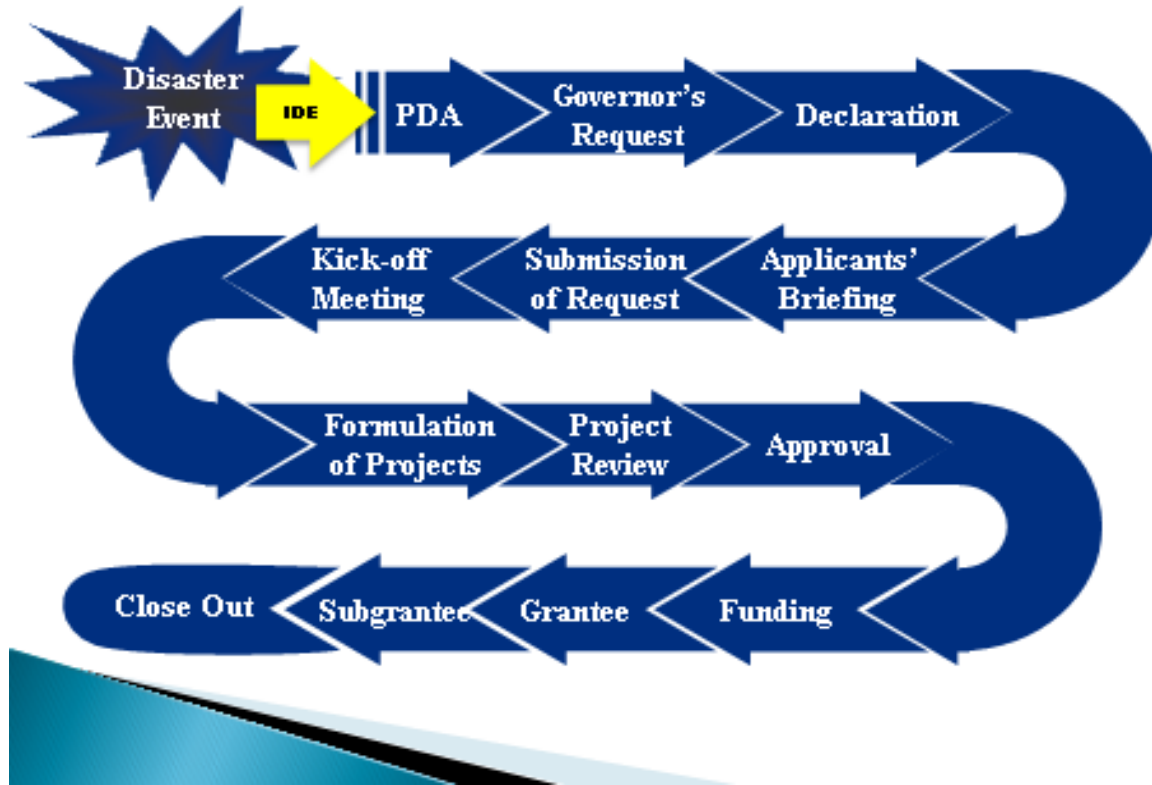 Disaster
Event
IDE
PDA
Governor's
Request
Declaration
Applicants'
Briefing
Submission
of Request
Kick-off
Meeting
Formulation
of Projects
Project
Review
Approval
Funding
Grantee
Subgrantee
Close Out